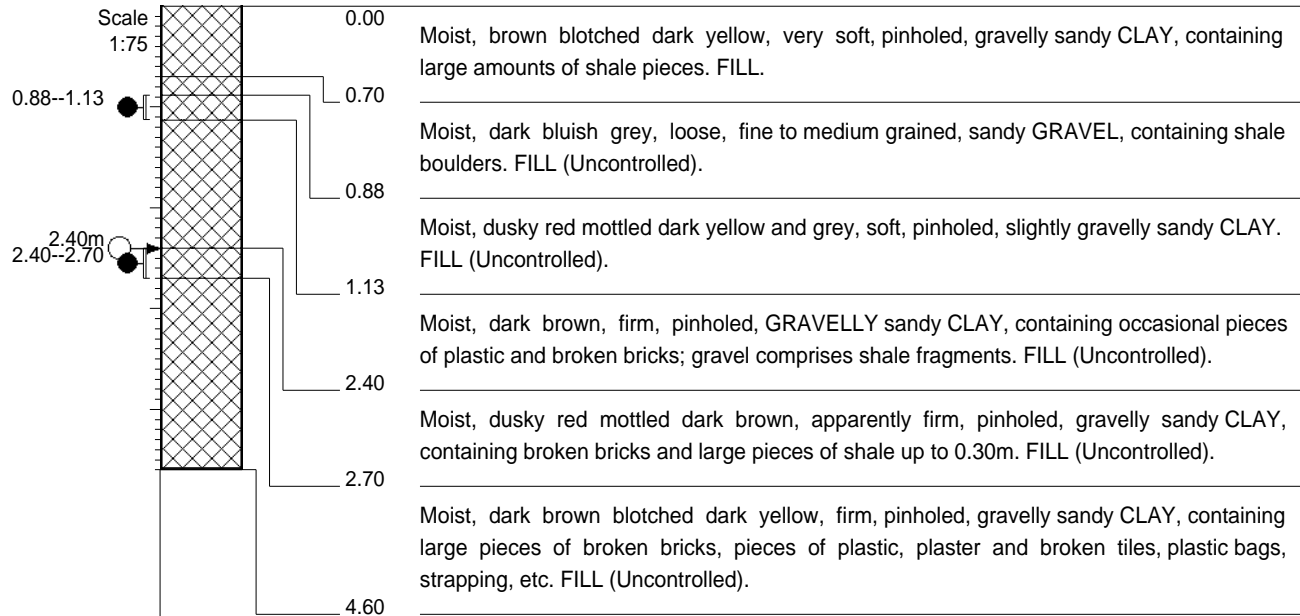 Scale
1:75
0.00
Moist, brown blotched dark yellow, very soft, pinholed, gravelly sandy CLAY, containing
large amounts of shale pieces. FILL.
0.88--1.13
0.70
Moist, dark bluish grey, loose, fine to medium grained, sandy GRAVEL, containing shale
boulders. FILL (Uncontrolled).
0.88
Moist, dusky red mottled dark yellow and grey, soft, pinholed, slightly gravelly sandy CLAY.
FILL (Uncontrolled).
2.40m
2.40--2.70
1.13
Moist, dark brown, firm, pinholed, GRAVELLY sandy CLAY, containing occasional pieces
of plastic and broken bricks; gravel comprises shale fragments. FILL (Uncontrolled).
2.40
Moist, dusky red mottled dark brown, apparently firm, pinholed, gravelly sandy CLAY,
containing broken bricks and large pieces of shale up to 0.30m. FILL (Uncontrolled).
2.70
Moist, dark brown blotched dark yellow, firm, pinholed, gravelly sandy CLAY, containing
large pieces of broken bricks, pieces of plastic, plaster and broken tiles, plastic bags,
strapping, etc. FILL (Uncontrolled).
4.60